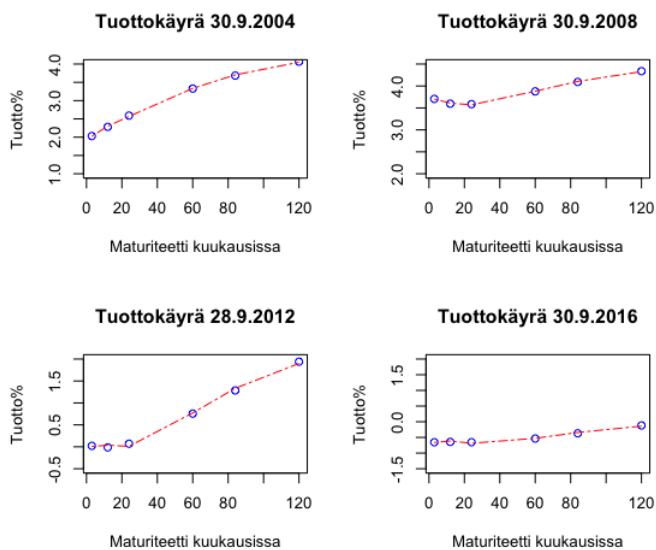 Tuottokäyrä 30.9.2004
Tuotto%
1.0 2.0 3.0 4.0
0 20 40 60 80 120
Maturiteetti kuukausissa
Tuottokäyrä 30.9.2008
Tuotto%
2.0 3.0 4.0
0 20 40 60 80 120
Maturiteetti kuukausissa
Tuottokäyrä 28.9.2012
Tuotto%
-0.5 0.5 1.5
0 20 40 60 80 120
Maturiteetti kuukausissa
Tuottokäyrä 30.9.2016
Tuotto%
-1.5 0.0 1.5
0 20 40 60 80 120
Maturiteetti kuukausissa